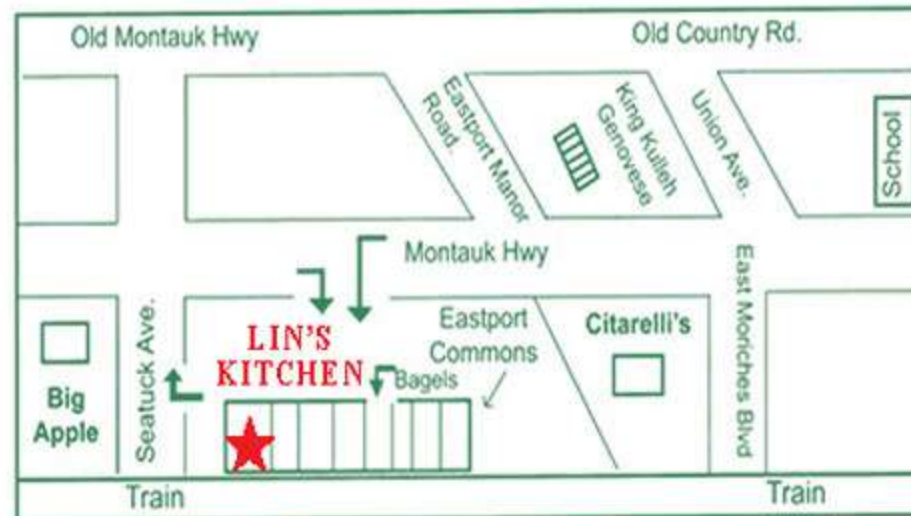 Old Montauk Hwy
Old Country Rd.
Eastport Manor
Road.
King Kulleh
Genovese
Union Ave.
School
Montauk Hwy
LIN'S
KITCHEN
Eastport
Commons
Bagels
Citarelli's
East Moriches Blvd
Seatuck Ave.
Big
Apple
Train
Train